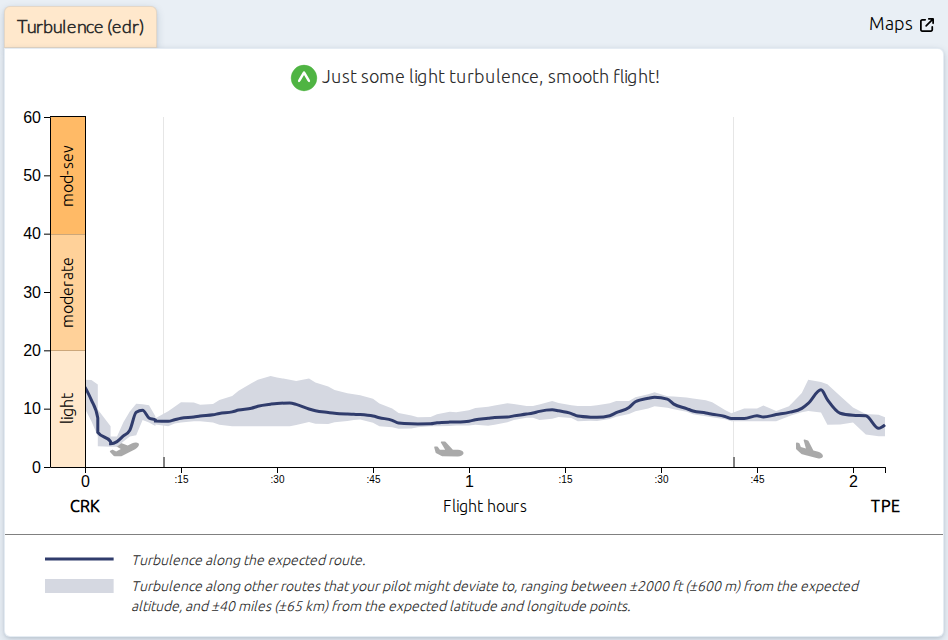 Turbulence (edr)
Maps
Just some light turbulence, smooth flight!
60
50
40
30
20
10
0
mod-sev
moderate
light
0 :15 :30 :45 1 :15 :30 :45 2
CRK Flight hours TPE
Turbulence along the expected route.
Turbulence along other routes that your pilot might deviate to, ranging between ±2000 ft (±600 m) from the expected
altitude, and ±40 miles (±65 km) from the expected latitude and longitude points.